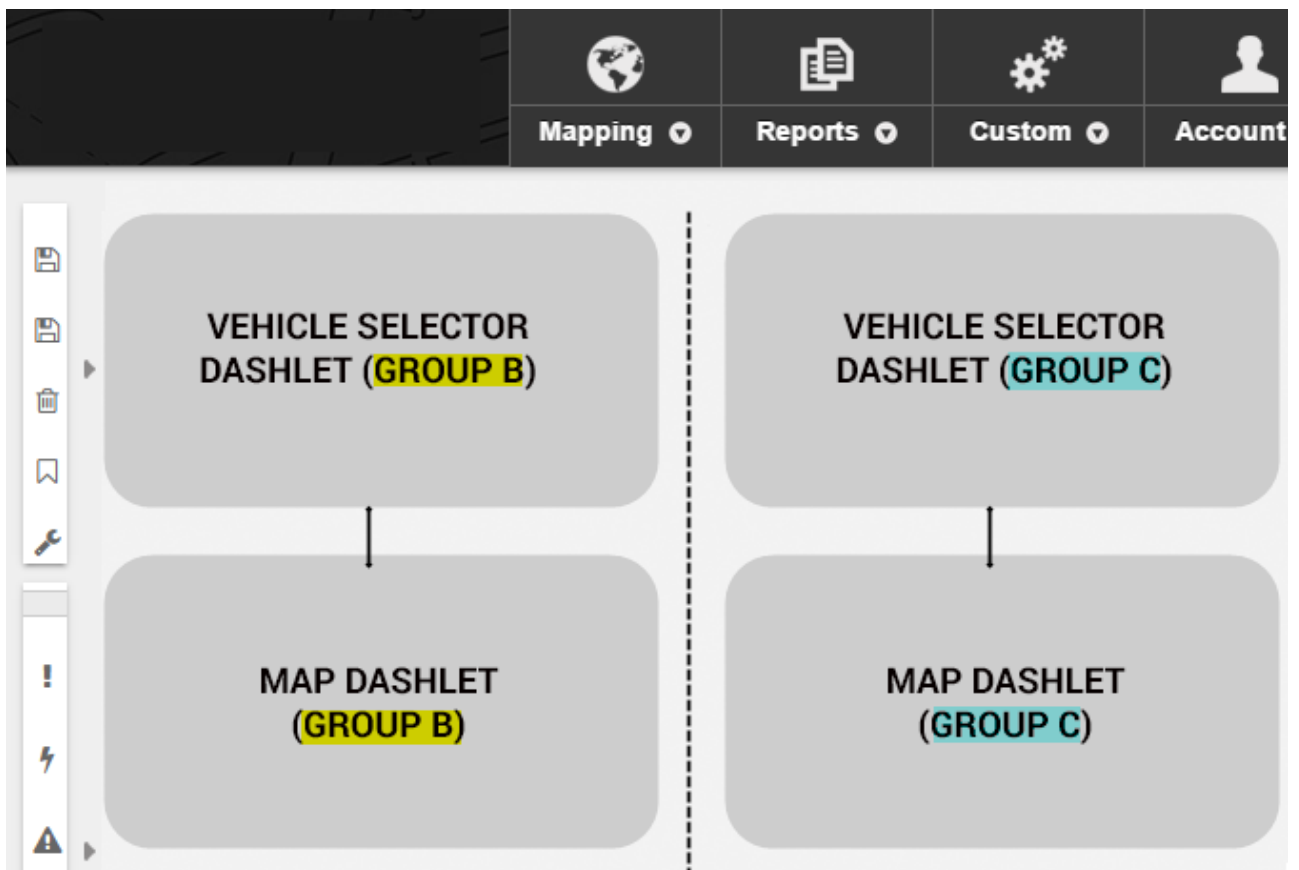 Mapping
Reports
Custom
Account
VEHICLE SELECTOR
DASHLET (GROUP B)
VEHICLE SELECTOR
DASHLET (GROUP C)
MAP DASHLET
(GROUP B)
MAP DASHLET
(GROUP C)